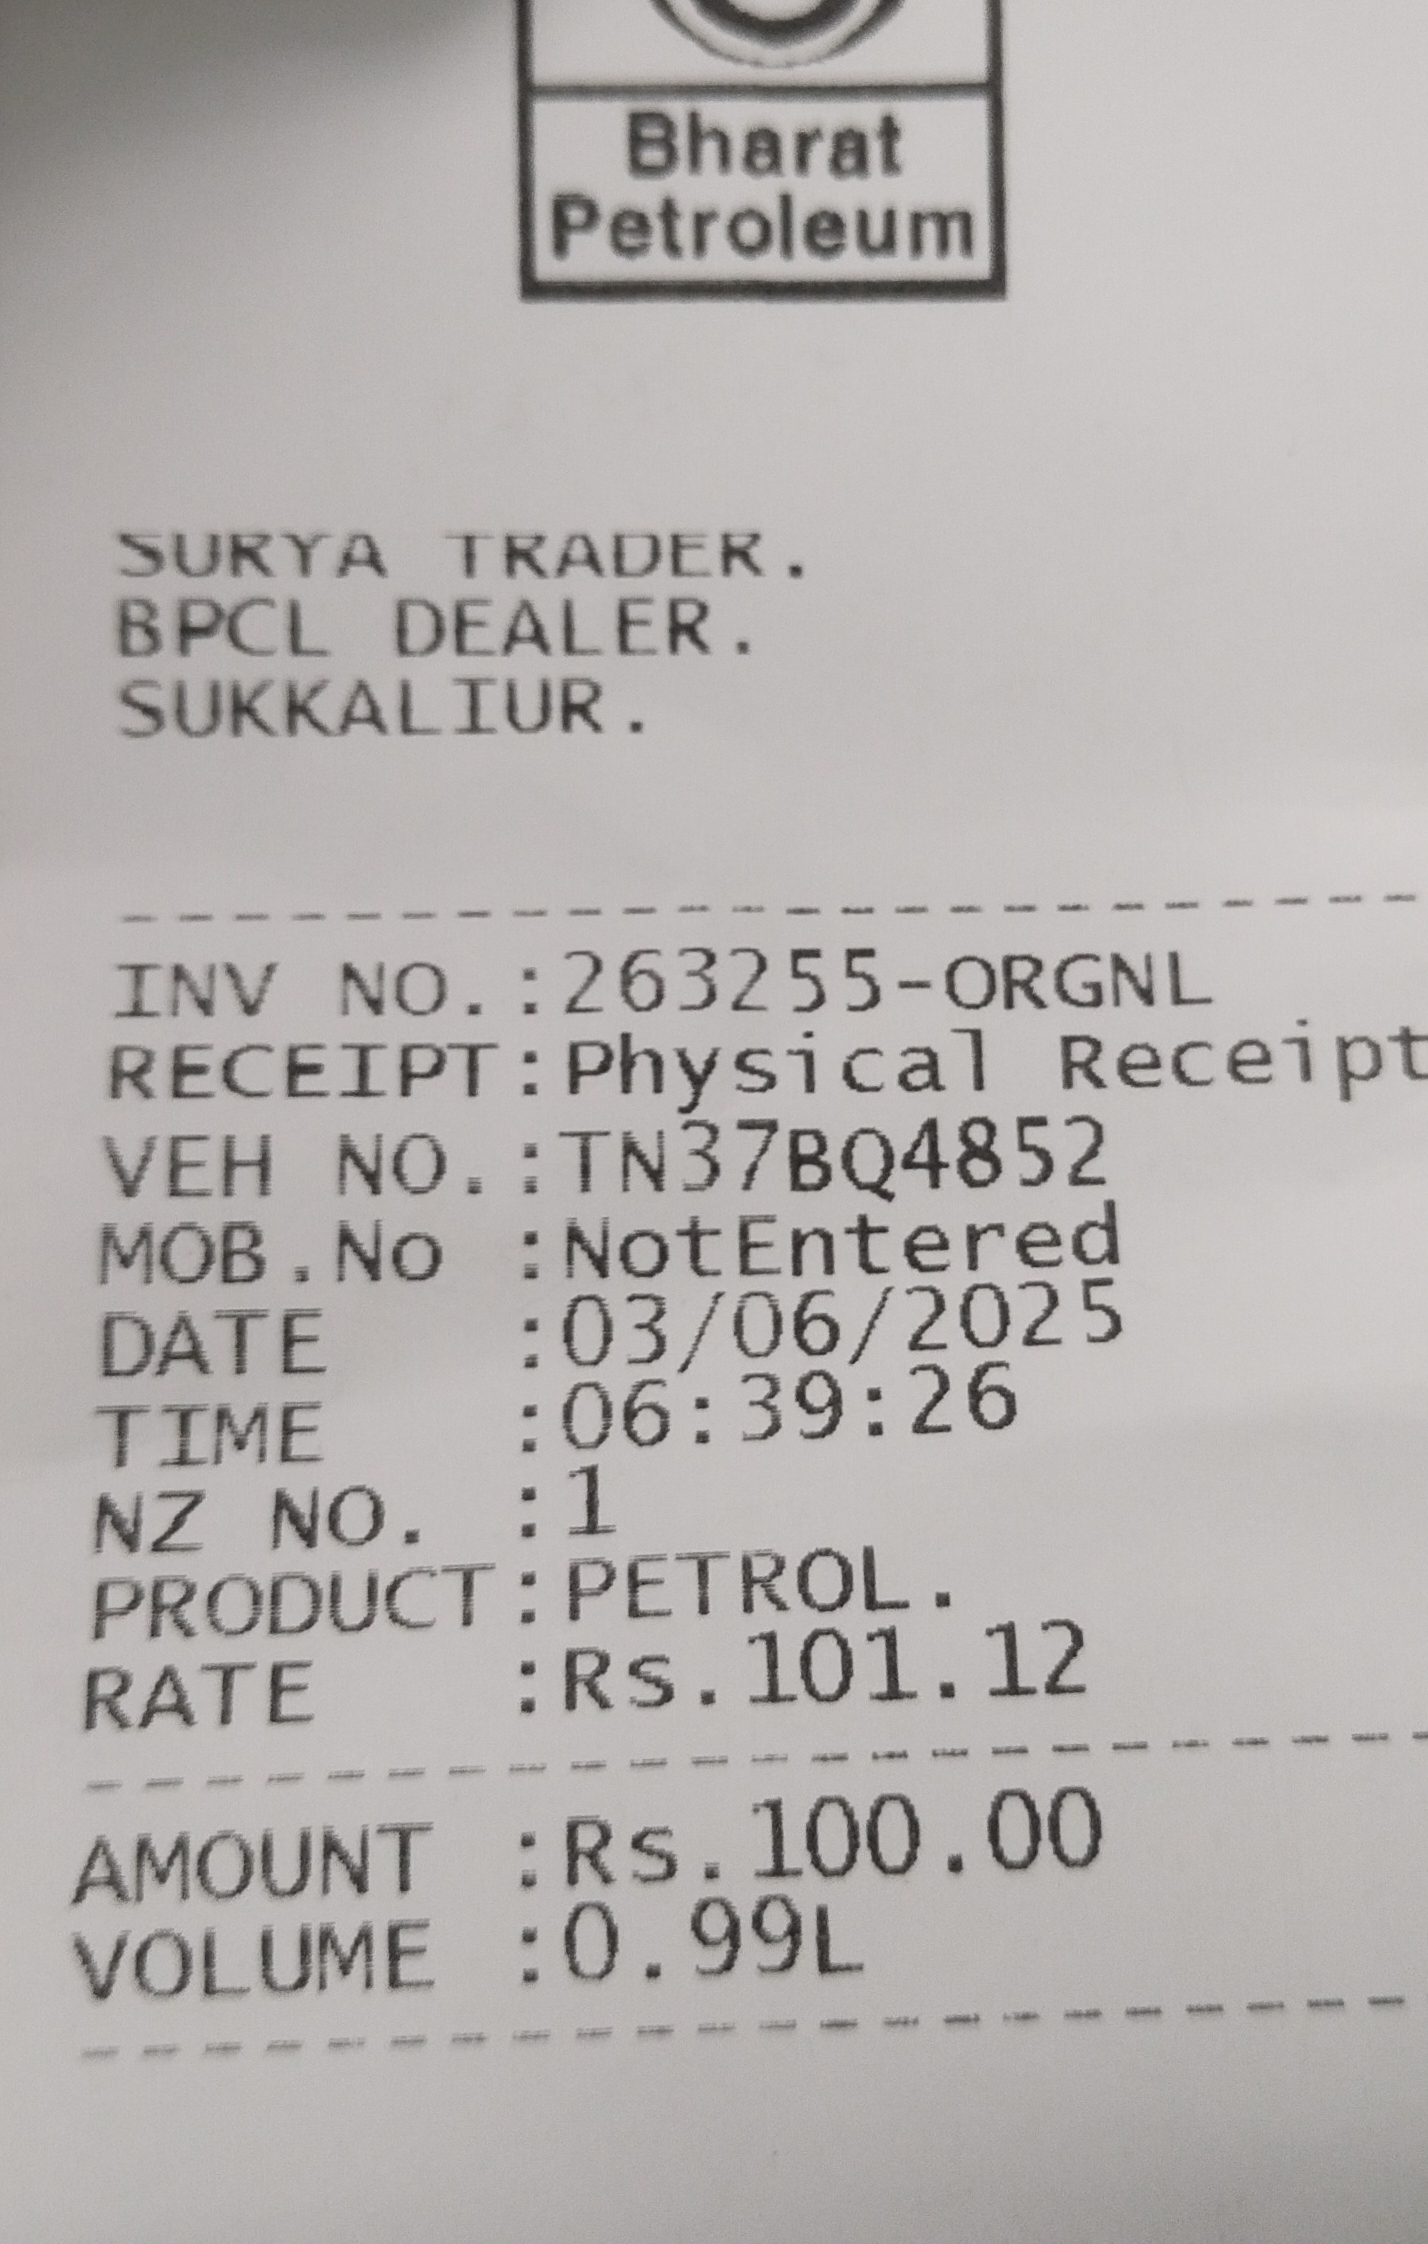 Bharat
Petroleum
SURYA TRADER.
BPCL DEALER.
SUKKALIUR.
--------------------------
INV NO.:263255-ORGNL
RECEIPT:Physical Receipt
VEH NO.:TN37BQ4852
MOB.No :NotEntered
DATE   :03/06/2025
TIME   :06:39:26
NZ NO. :1
PRODUCT:PETROL.
RATE   :Rs.101.12
--------------------------
AMOUNT :Rs.100.00
VOLUME :0.99L
--------------------------